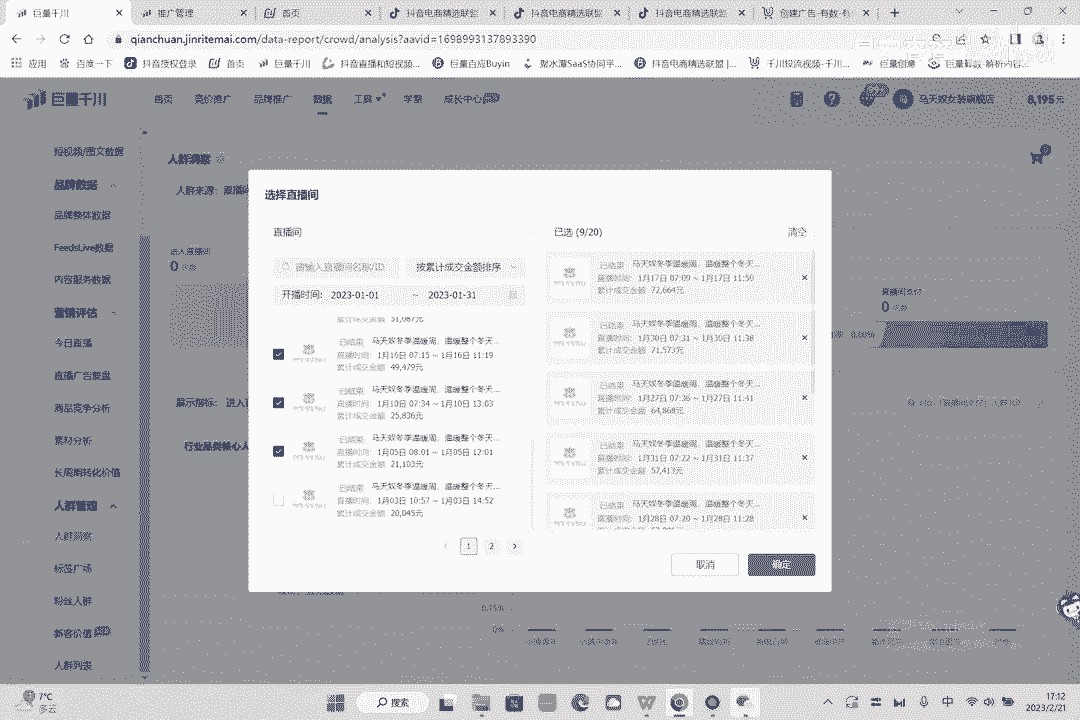 巨量千川
推广管理
首页
抖音电商精选联盟
抖音电商精选联盟
抖音电商精选联盟
创建广告-有数-有
qianchuan.jinritemai.com/data-report/crowd/analysis?aavid=1698993137893390
应用
百度一下
抖音授权登录
首页
巨量千川
抖音直播和短视频...
巨量百应Buyin
聚水潭SaaS协同平...
抖音电商精选联盟 |...
千川投流视频-千川...
巨量创意
巨量千川
首页
竞价推广
品牌推广
数据
工具
学堂
成长中心
马天奴女装旗舰店
8,195元
短视频/图文数据
品牌数据
品牌整体数据
FeedsLive数据
内容服务数据
营销评估
今日直播
直播广告复盘
商品竞争分析
素材分析
长周期转化价值
人群管理
人群洞察
标签广场
粉丝人群
新客价值
人群列表
人群洞察
人群来源:
进入直播间
0
0
0.00%
展示指标:
行业品类核心人
0.15%
0%
选择直播间
直播间
请输入直播间名称/ID
按累计成交金额排序
开播时间: 2023-01-01 ~ 2023-01-31
累计成交金额 51,087元
已结束 马天奴冬季温暖周，温暖整个冬天...
直播时间: 1月16日 07:15 ~ 1月16日 11:19
累计成交金额 49,479元
已结束 马天奴冬季温暖周，温暖整个冬天...
直播时间: 1月10日 07:34 ~ 1月10日 13:03
累计成交金额 25,836元
已结束 马天奴冬季温暖周，温暖整个冬天...
直播时间: 1月05日 08:01 ~ 1月05日 12:01
累计成交金额 21,103元
已结束 马天奴冬季温暖周，温暖整个冬天...
直播时间: 1月03日 10:57 ~ 1月03日 14:52
累计成交金额 20,045元
1 2
已选 (9/20)
清空
已结束 马天奴冬季温暖周，温暖整个冬天...
直播时间: 1月17日 07:09 ~ 1月17日 11:50
累计成交金额 72,664元
已结束 马天奴冬季温暖周，温暖整个冬天...
直播时间: 1月30日 07:31 ~ 1月30日 11:38
累计成交金额 71,573元
已结束 马天奴冬季温暖周，温暖整个冬天...
直播时间: 1月27日 07:36 ~ 1月27日 11:41
累计成交金额 64,868元
已结束 马天奴冬季温暖周，温暖整个冬天...
直播时间: 1月31日 07:22 ~ 1月31日 11:37
累计成交金额 57,413元
已结束 马天奴冬季温暖周，温暖整个冬天...
直播时间: 1月28日 07:20 ~ 1月28日 11:28
取消
确定
7°C
多云
搜索
中
17:12
2023/2/21